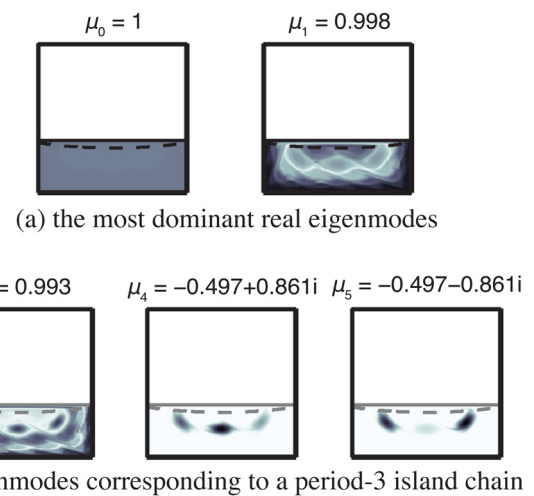 μ₀ = 1 μ₁ = 0.998
(a) the most dominant real eigenmodes
= 0.993 μ₄ = −0.497+0.861i μ₅ = −0.497−0.861i
nmodes corresponding to a period-3 island chain